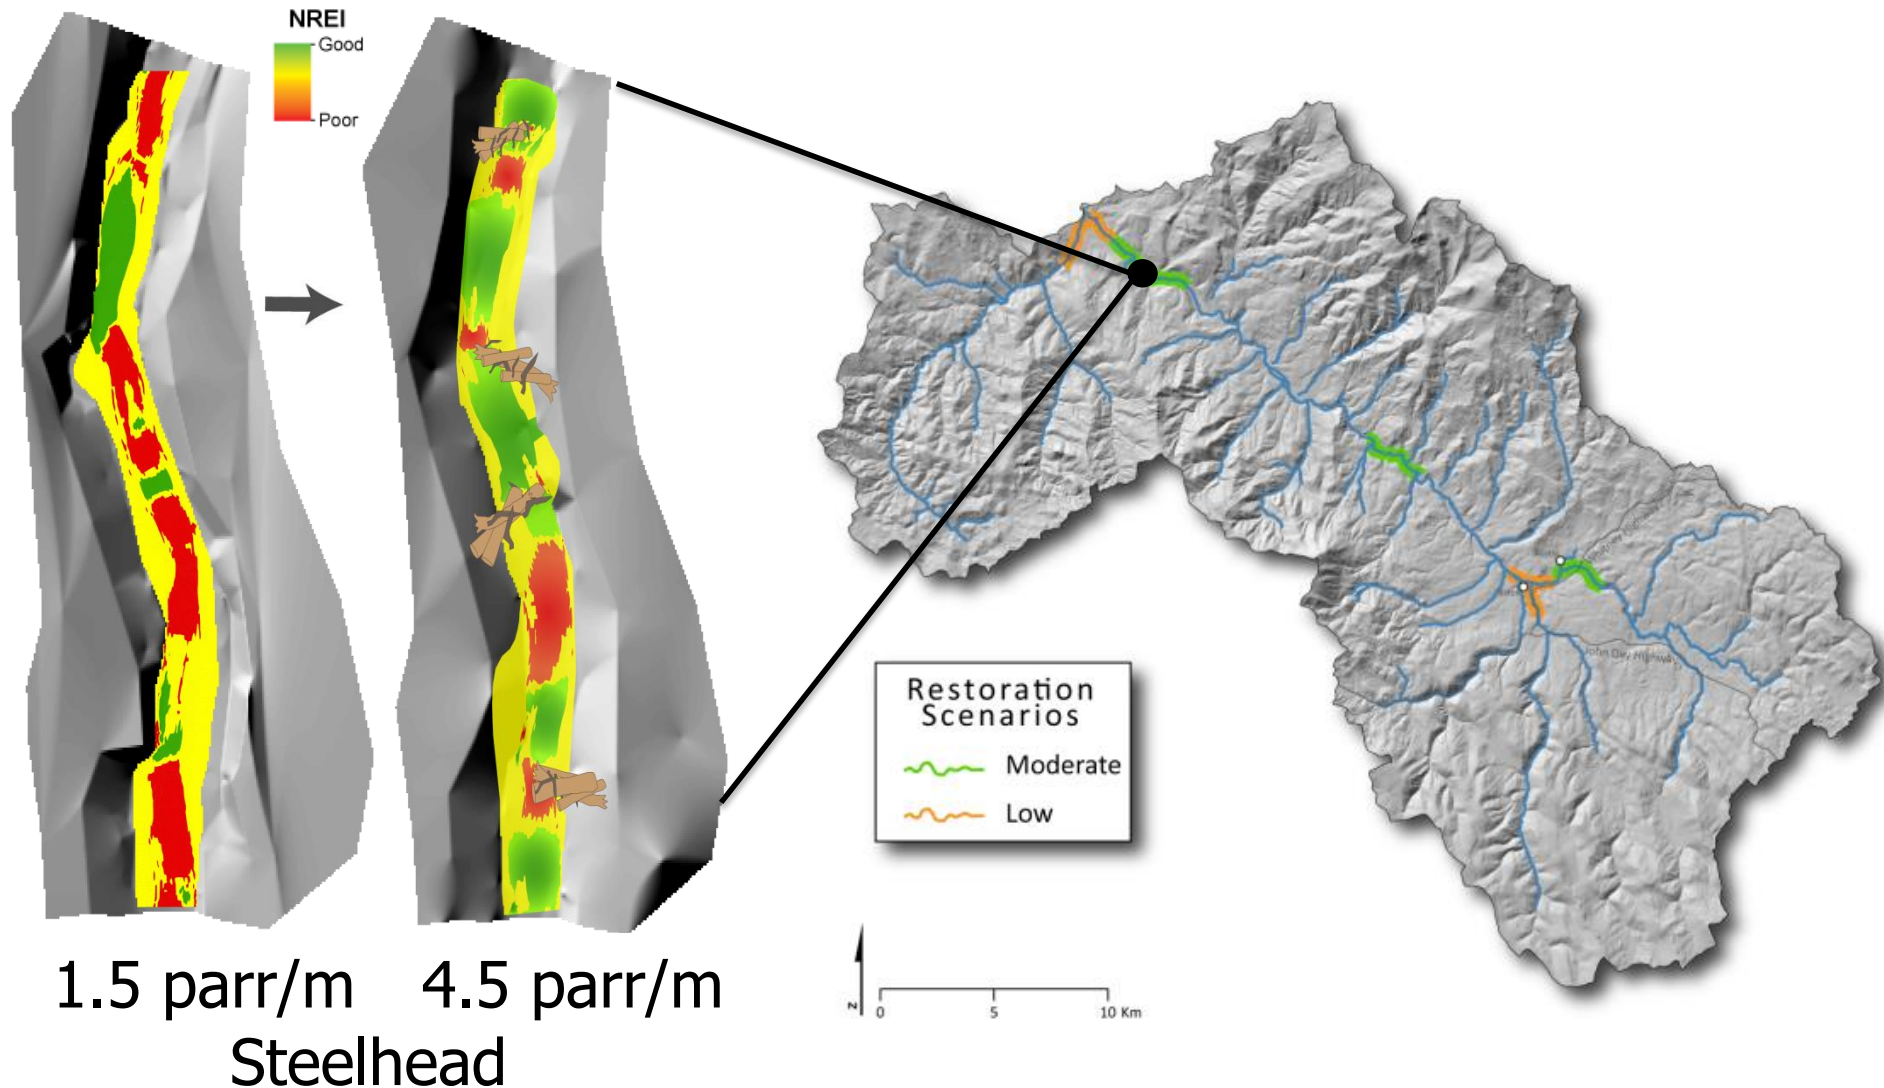 NREI
Good
Poor
1.5 parr/m
4.5 parr/m
Steelhead
Restoration
Scenarios
Moderate
Low
John Day Highway
N
0
5
10 Km